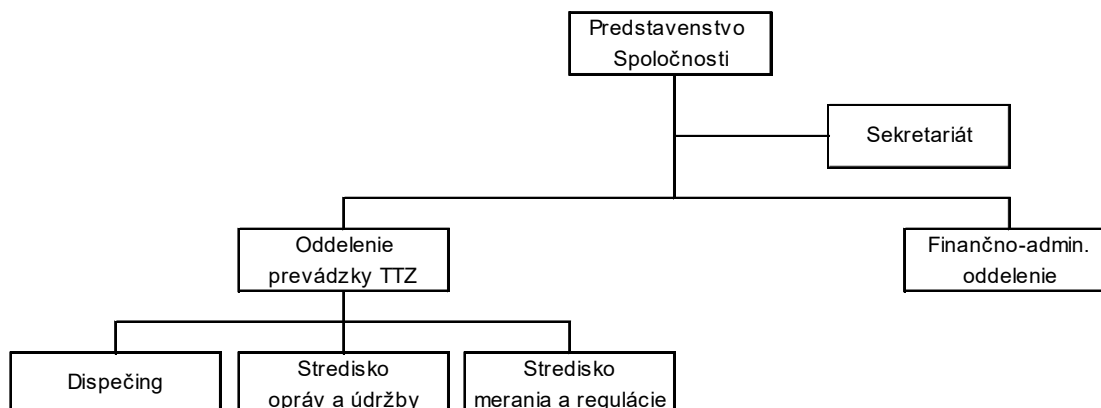 Predstavenstvo
Spoločnosti
Sekretariát
Oddelenie
prevádzky TTZ
Finančno-admin.
oddelenie
Dispečing
Stredisko
opráv a údržby
Stredisko
merania a regulácie